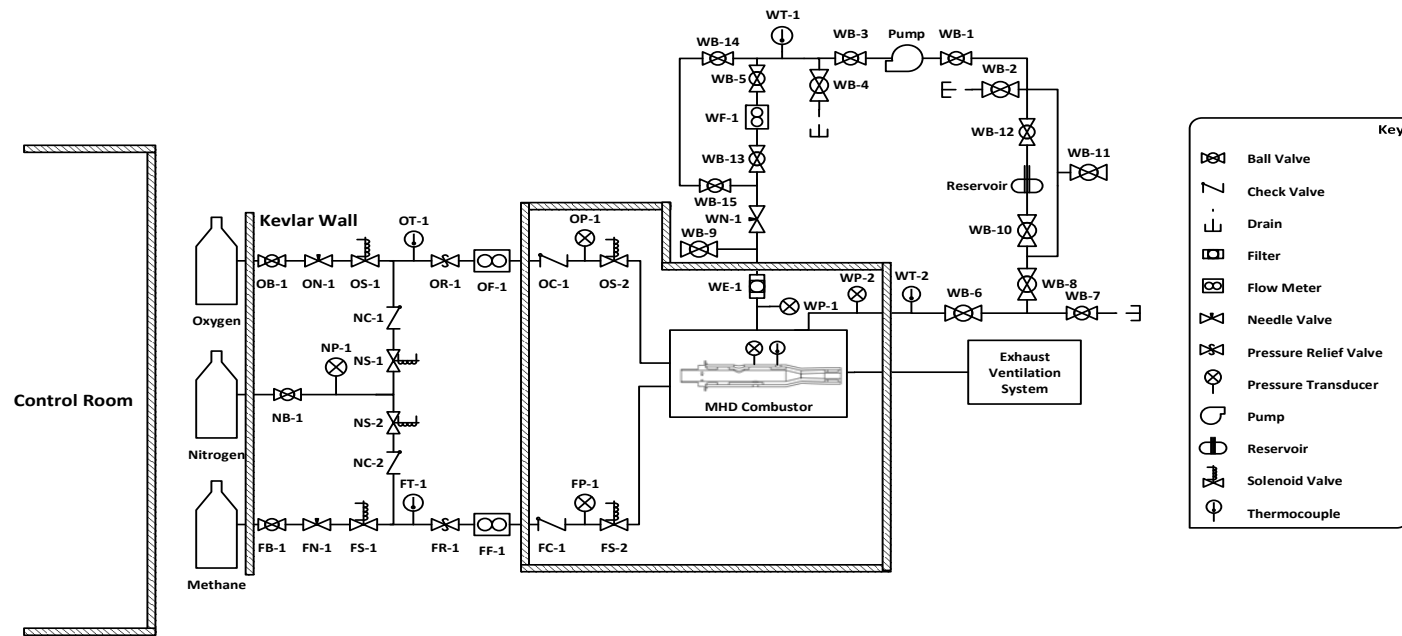 WT-1
WB-14
WB-3
Pump
WB-1
WB-5
WB-4
WB-2
WF-1
WB-12
WB-13
WB-11
Reservoir
WB-15
WN-1
WB-10
WB-9
Kevlar Wall
OT-1
OP-1
OB-1
ON-1
OS-1
OR-1
OF-1
OC-1
OS-2
Oxygen
WE-1
WP-1
WP-2
WT-2
WB-6
WB-8
WB-7
NC-1
NP-1
NS-1
Control Room
NB-1
NS-2
MHD Combustor
Exhaust
Ventilation
System
Nitrogen
NC-2
FT-1
FP-1
FB-1
FN-1
FS-1
FR-1
FF-1
FC-1
FS-2
Methane
Key
Ball Valve
Check Valve
Drain
Filter
Flow Meter
Needle Valve
Pressure Relief Valve
Pressure Transducer
Pump
Reservoir
Solenoid Valve
Thermocouple